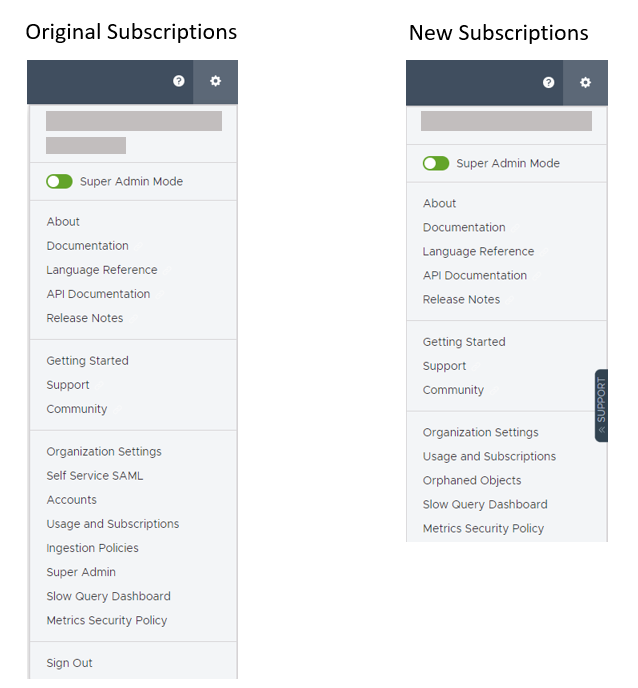 Original Subscriptions
?
Super Admin Mode
About
Documentation
Language Reference
API Documentation
Release Notes
Getting Started
Support
Community
Organization Settings
Self Service SAML
Accounts
Usage and Subscriptions
Ingestion Policies
Super Admin
Slow Query Dashboard
Metrics Security Policy
Sign Out
New Subscriptions
?
Super Admin Mode
About
Documentation
Language Reference
API Documentation
Release Notes
Getting Started
Support
Community
SUPPORT
Organization Settings
Usage and Subscriptions
Orphaned Objects
Slow Query Dashboard
Metrics Security Policy